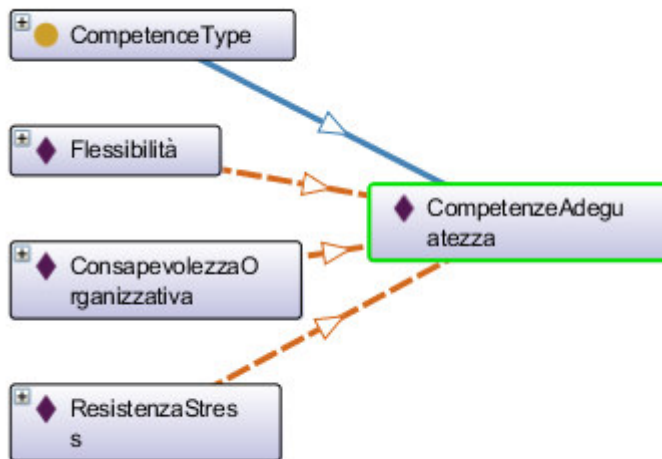 CompetenceType
Flessibilità
CompetenzeAdegu
atezza
ConsapevolezzaO
rganizzativa
ResistenzaStres
s